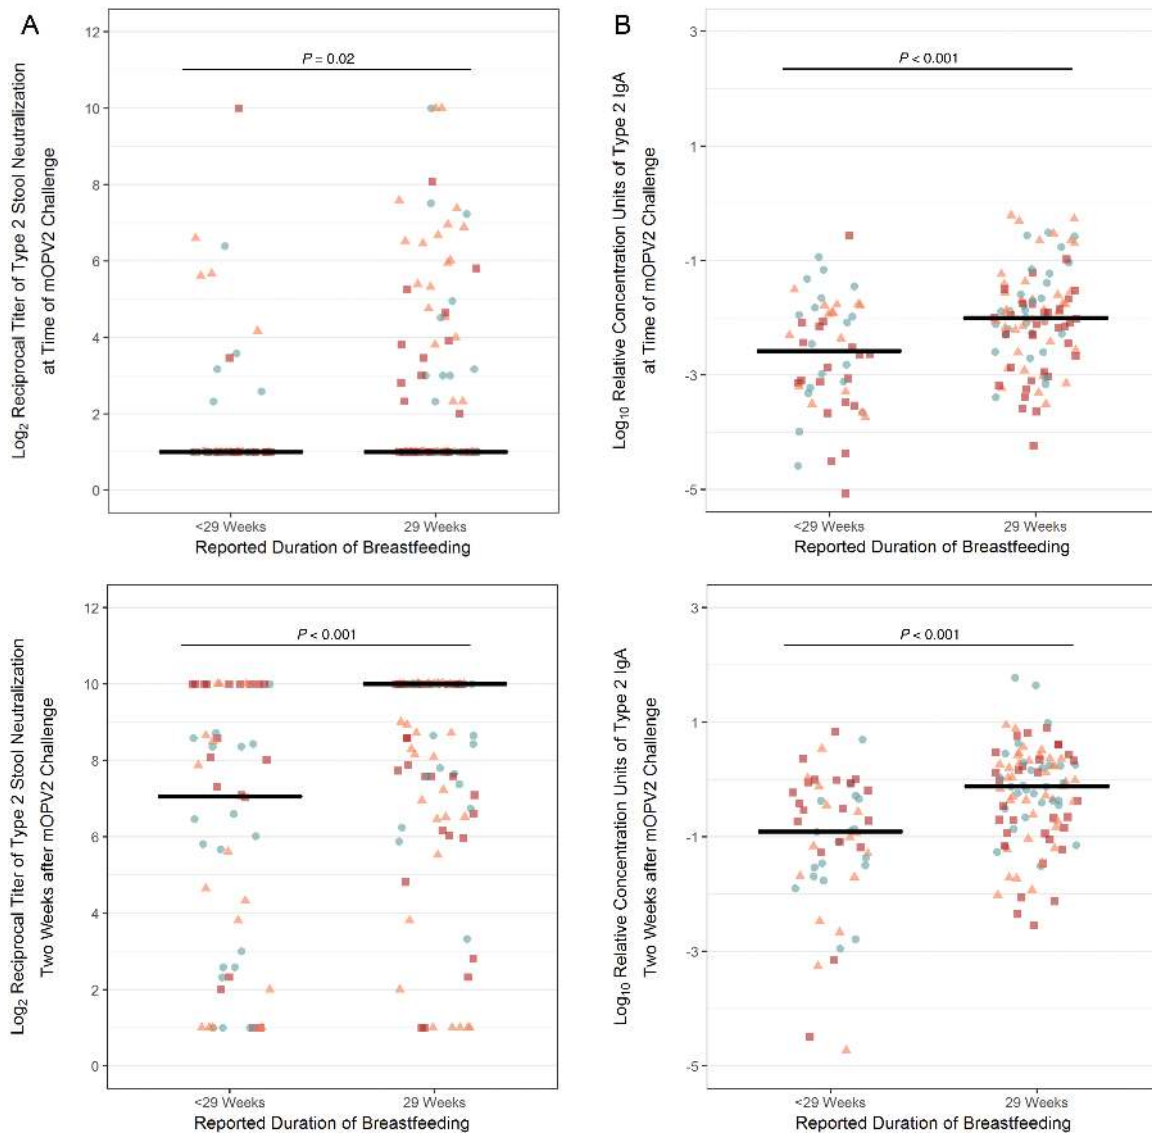 A
Log2 Reciprocal Titer of Type 2 Stool Neutralization
at Time of mOPV2 Challenge
12
10
8
6
4
2
0
P = 0.02
<29 Weeks
29 Weeks
Reported Duration of Breastfeeding
B
Log10 Relative Concentration Units of Type 2 IgA
at Time of mOPV2 Challenge
3
1
-1
-3
-5
P < 0.001
<29 Weeks
29 Weeks
Reported Duration of Breastfeeding
Log2 Reciprocal Titer of Type 2 Stool Neutralization
Two Weeks after mOPV2 Challenge
12
10
8
6
4
2
0
P < 0.001
<29 Weeks
29 Weeks
Reported Duration of Breastfeeding
Log10 Relative Concentration Units of Type 2 IgA
Two Weeks after mOPV2 Challenge
3
1
-1
-3
-5
P < 0.001
<29 Weeks
29 Weeks
Reported Duration of Breastfeeding